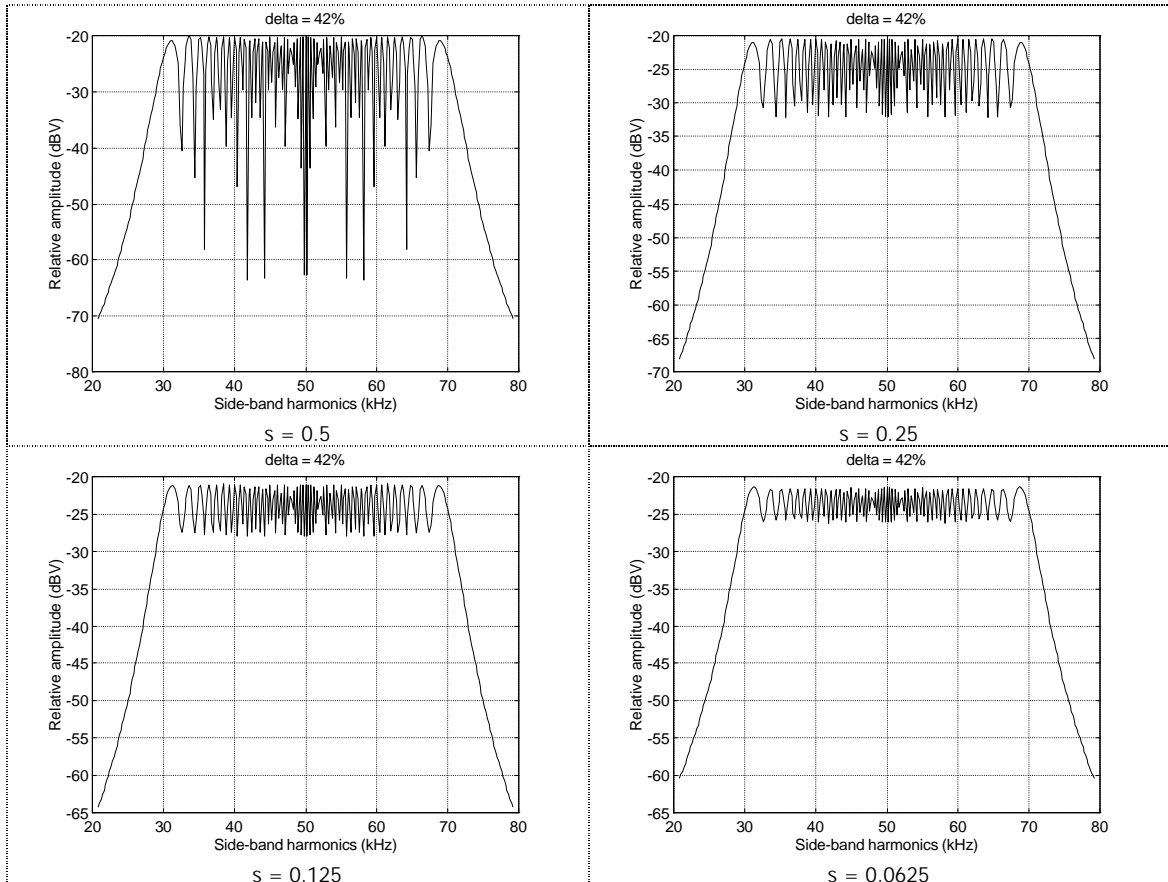 delta = 42%
Relative amplitude (dBV)
-20
-30
-40
-50
-60
-70
-80
20 30 40 50 60 70 80
Side-band harmonics (kHz)
s = 0.5
delta = 42%
Relative amplitude (dBV)
-20
-25
-30
-35
-40
-45
-50
-55
-60
-65
-70
20 30 40 50 60 70 80
Side-band harmonics (kHz)
s = 0.25
delta = 42%
Relative amplitude (dBV)
-20
-25
-30
-35
-40
-45
-50
-55
-60
-65
20 30 40 50 60 70 80
Side-band harmonics (kHz)
s = 0.125
delta = 42%
Relative amplitude (dBV)
-20
-25
-30
-35
-40
-45
-50
-55
-60
-65
20 30 40 50 60 70 80
Side-band harmonics (kHz)
s = 0.0625